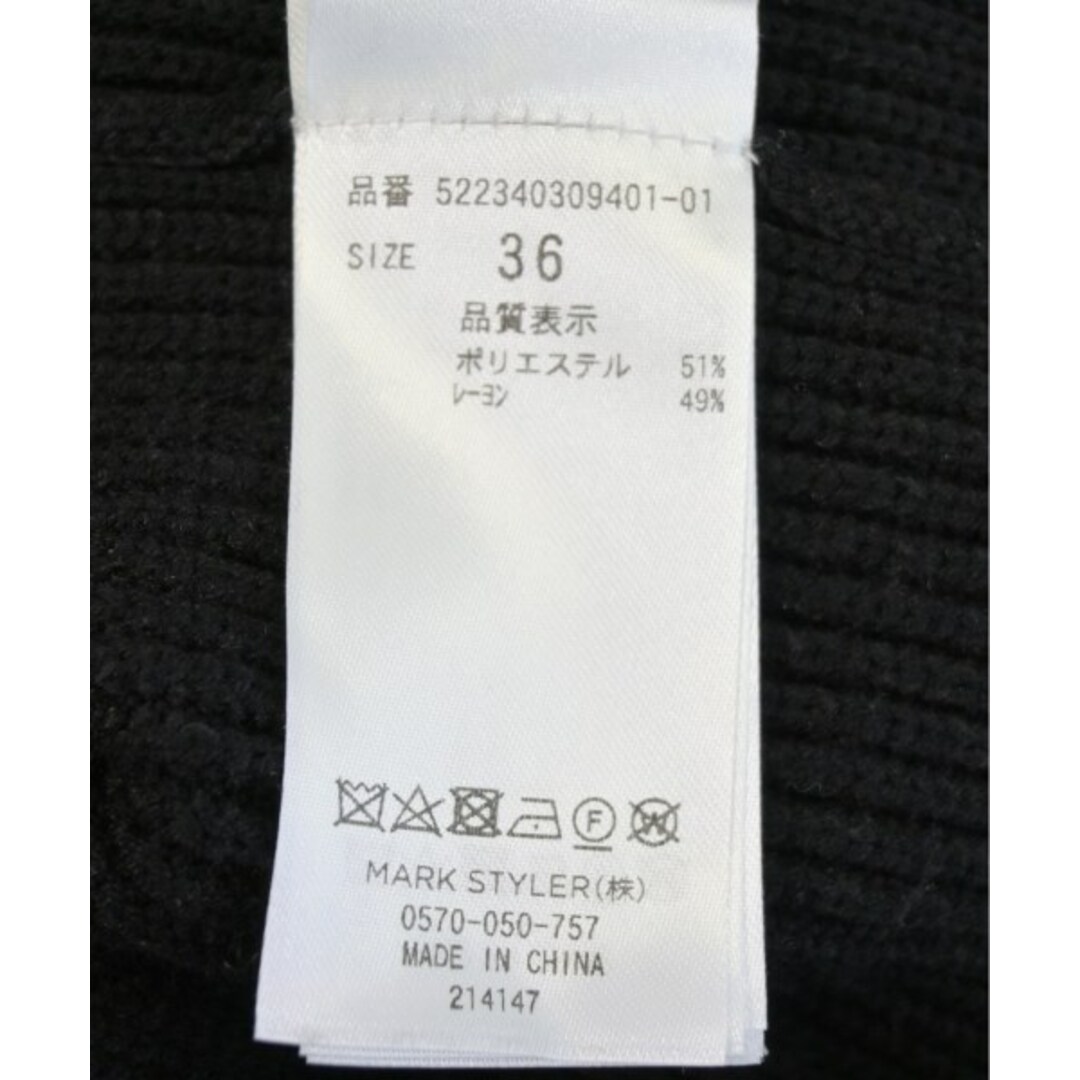 品番 522340309401-01
SIZE 36
品質表示
ポリエステル 51%
レーヨン 49%
F
W
MARK STYLER(株)
0570-050-757
MADE IN CHINA
214147